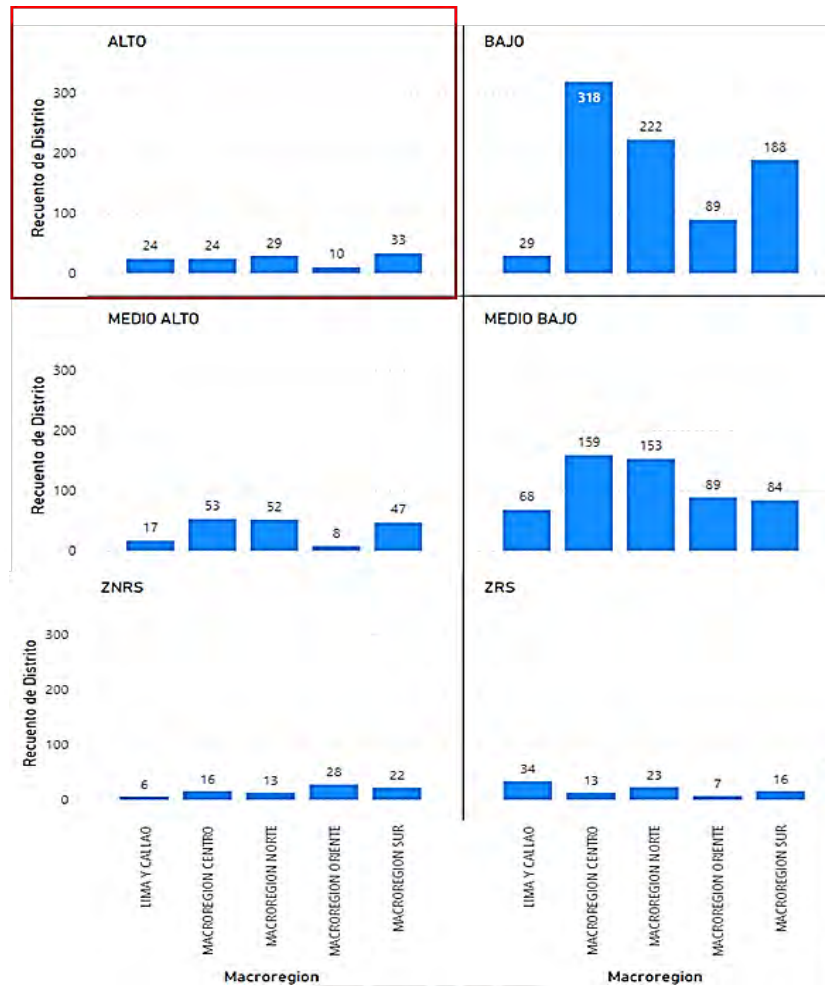 ALTO
BAJO
Recuento de Distrito
300
200
100
0
24
24
29
10
33
29
318
222
89
188
MEDIO ALTO
MEDIO BAJO
Recuento de Distrito
300
200
100
0
17
53
52
8
47
68
159
153
89
84
ZNRS
ZRS
Recuento de Distrito
300
200
100
0
6
16
13
28
22
34
13
23
7
16
LIMA Y CALLAO
MACROREGION CENTRO
MACROREGION NORTE
MACROREGION ORIENTE
MACROREGION SUR
LIMA Y CALLAO
MACROREGION CENTRO
MACROREGION NORTE
MACROREGION ORIENTE
MACROREGION SUR
Macroregion
Macroregion